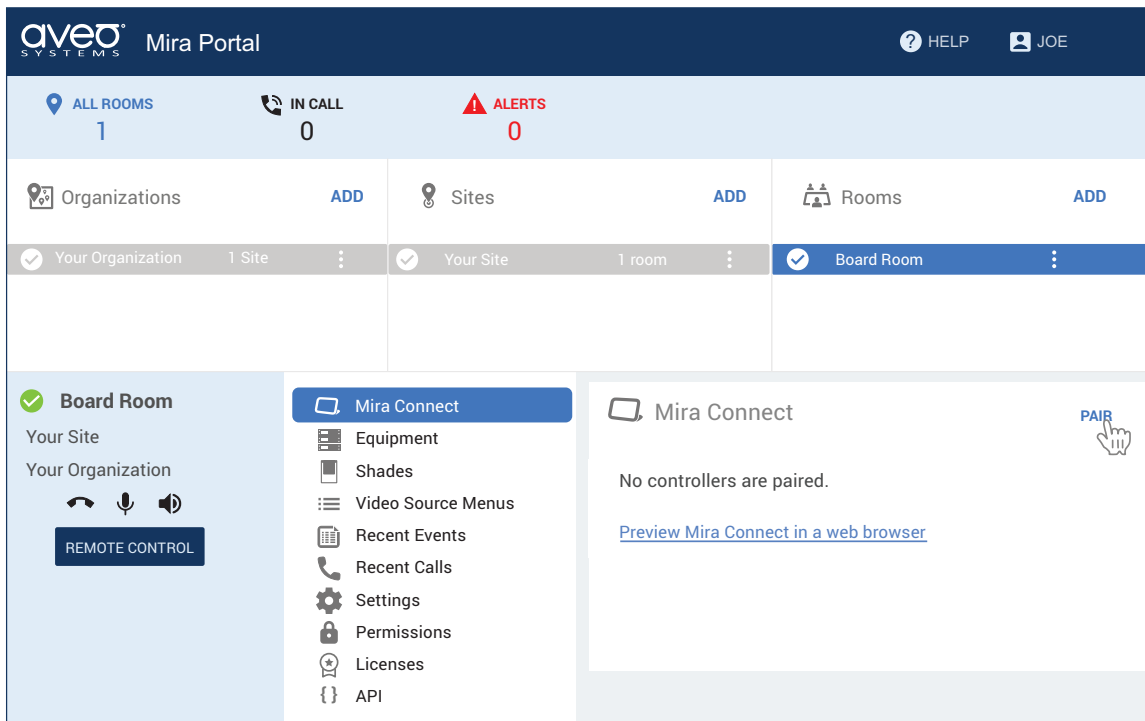 aveo
SYSTEMS
Mira Portal
HELP
JOE
ALL ROOMS
1
IN CALL
0
ALERTS
0
Organizations
ADD
Sites
ADD
Rooms
ADD
Your Organization 1 Site
Your Site 1 room
Board Room
Board Room
Your Site
Your Organization
REMOTE CONTROL
Mira Connect
Equipment
Shades
Video Source Menus
Recent Events
Recent Calls
Settings
Permissions
Licenses
{} API
Mira Connect
PAIR
No controllers are paired.
Preview Mira Connect in a web browser